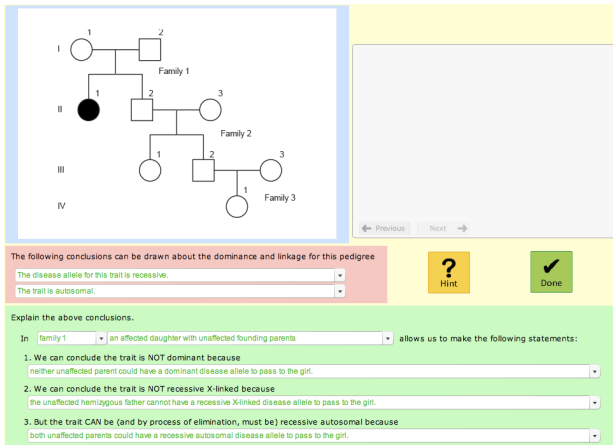 1 2
I
Family 1
1 2 3
II
Family 2
1 2 3
III
1
Family 3
IV
Previous Next
The following conclusions can be drawn about the dominance and linkage for this pedigree
The disease allele for this trait is recessive.
The trait is autosomal.
?
Hint
Done
Explain the above conclusions.
In family 1 an affected daughter with unaffected founding parents allows us to make the following statements:
1. We can conclude the trait is NOT dominant because
neither unaffected parent could have a dominant disease allele to pass to the girl.
2. We can conclude the trait is NOT recessive X-linked because
the unaffected hemizygous father cannot have a recessive X-linked disease allele to pass to the girl.
3. But the trait CAN be (and by process of elimination, must be) recessive autosomal because
both unaffected parents could have a recessive autosomal disease allele to pass to the girl.